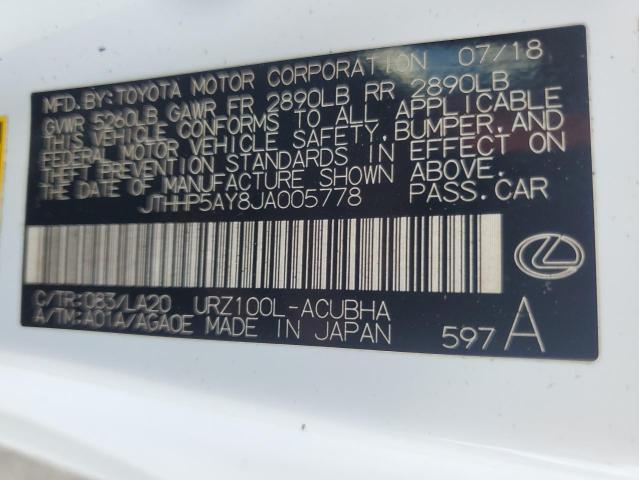 MFD. BY: TOYOTA MOTOR CORPORATION 07/18
GVWR 5260LB GAWR FR 2890LB RR 2890LB
THIS VEHICLE CONFORMS TO ALL APPLICABLE
FEDERAL MOTOR VEHICLE SAFETY, BUMPER, AND
THEFT PREVENTION STANDARDS IN EFFECT ON
THE DATE OF MANUFACTURE SHOWN ABOVE.
JTHHP5AY8JA005778 PASS. CAR
C/TR: 083/LA20 URZ100L-ACUBHA
A/TM: A01A/AGA0E MADE IN JAPAN
597 A